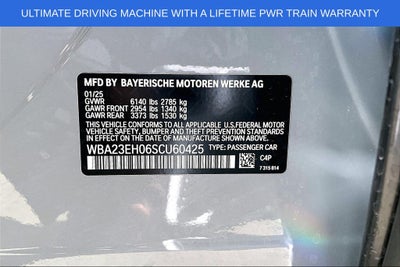 ULTIMATE DRIVING MACHINE WITH A LIFETIME PWR TRAIN WARRANTY
MFD BY BAYERISCHE MOTOREN WERKE AG
01/25
GVWR 6140 lbs 2785 kg
GAWR FRONT 2954 lbs 1340 kg
GAWR REAR 3373 lbs 1530 kg
THIS VEHICLE CONFORMS TO ALL APPLICABLE U.S. FEDERAL MOTOR
VEHICLE SAFETY, BUMPER, AND THEFT PREVENTION STANDARDS IN
EFFECT ON THE DATE OF MANUFACTURE SHOWN ABOVE.
WBA23EH06SCU60425 TYPE: PASSENGER CAR
C4P
7 315 814